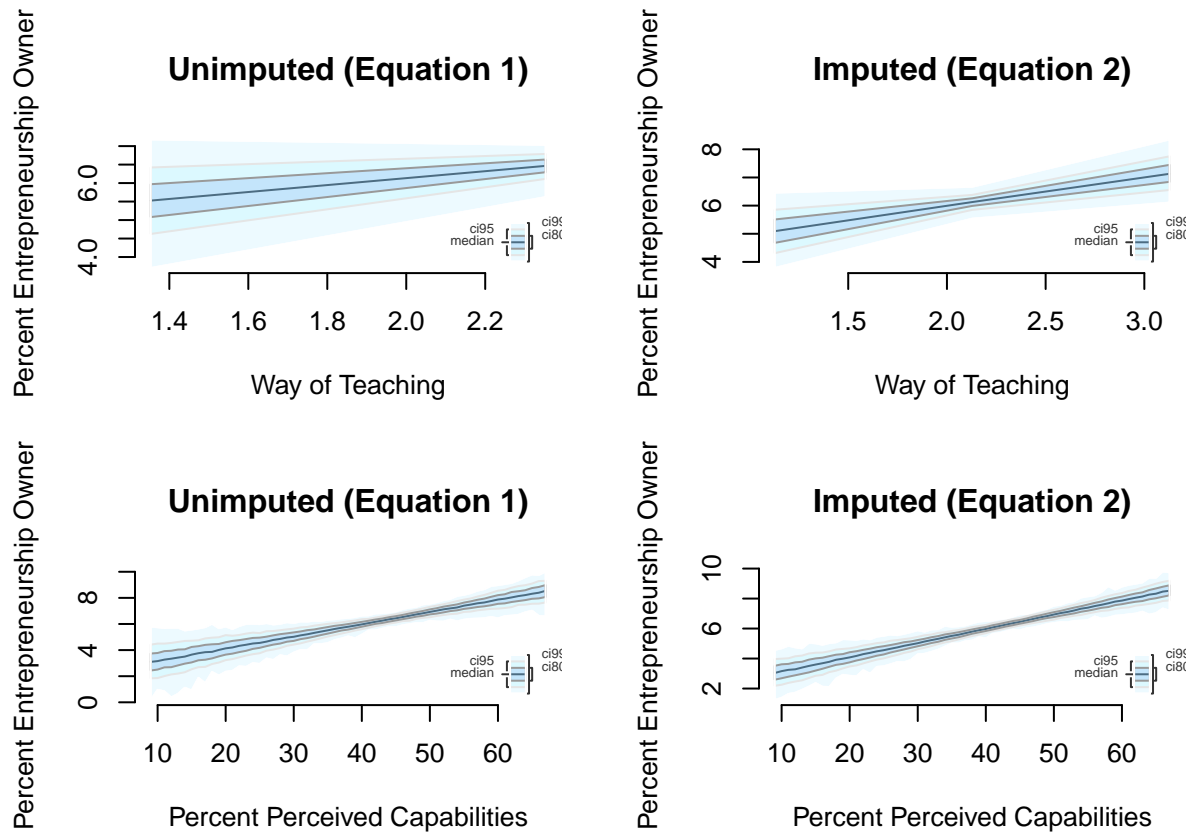 Percent Entrepreneurship Owner
Unimputed (Equation 1)
6.0
4.0
ci95
median
ci99
ci80
1.4 1.6 1.8 2.0 2.2
Way of Teaching
Percent Entrepreneurship Owner
Imputed (Equation 2)
8
6
4
ci95
median
ci99
ci80
1.5 2.0 2.5 3.0
Way of Teaching
Percent Entrepreneurship Owner
Unimputed (Equation 1)
8
4
0
ci95
median
ci99
ci80
10 20 30 40 50 60
Percent Perceived Capabilities
Percent Entrepreneurship Owner
Imputed (Equation 2)
10
6
2
ci95
median
ci99
ci80
10 20 30 40 50 60
Percent Perceived Capabilities